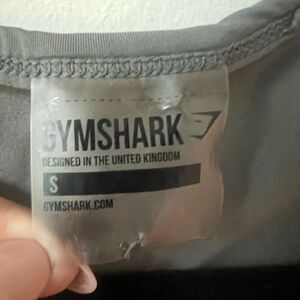 GYMSHARK
DESIGNED IN THE UNITED KINGDOM
S
GYMSHARK.COM